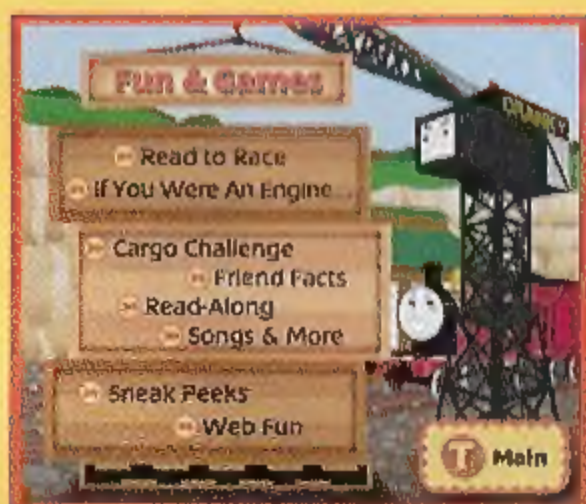 Fun & Games
Read to Race
If You Were An Engine...
Cargo Challenge
Friend Facts
Read-Along
Songs & More
Sneak Peeks
Web Fun
CRANKY
T Main